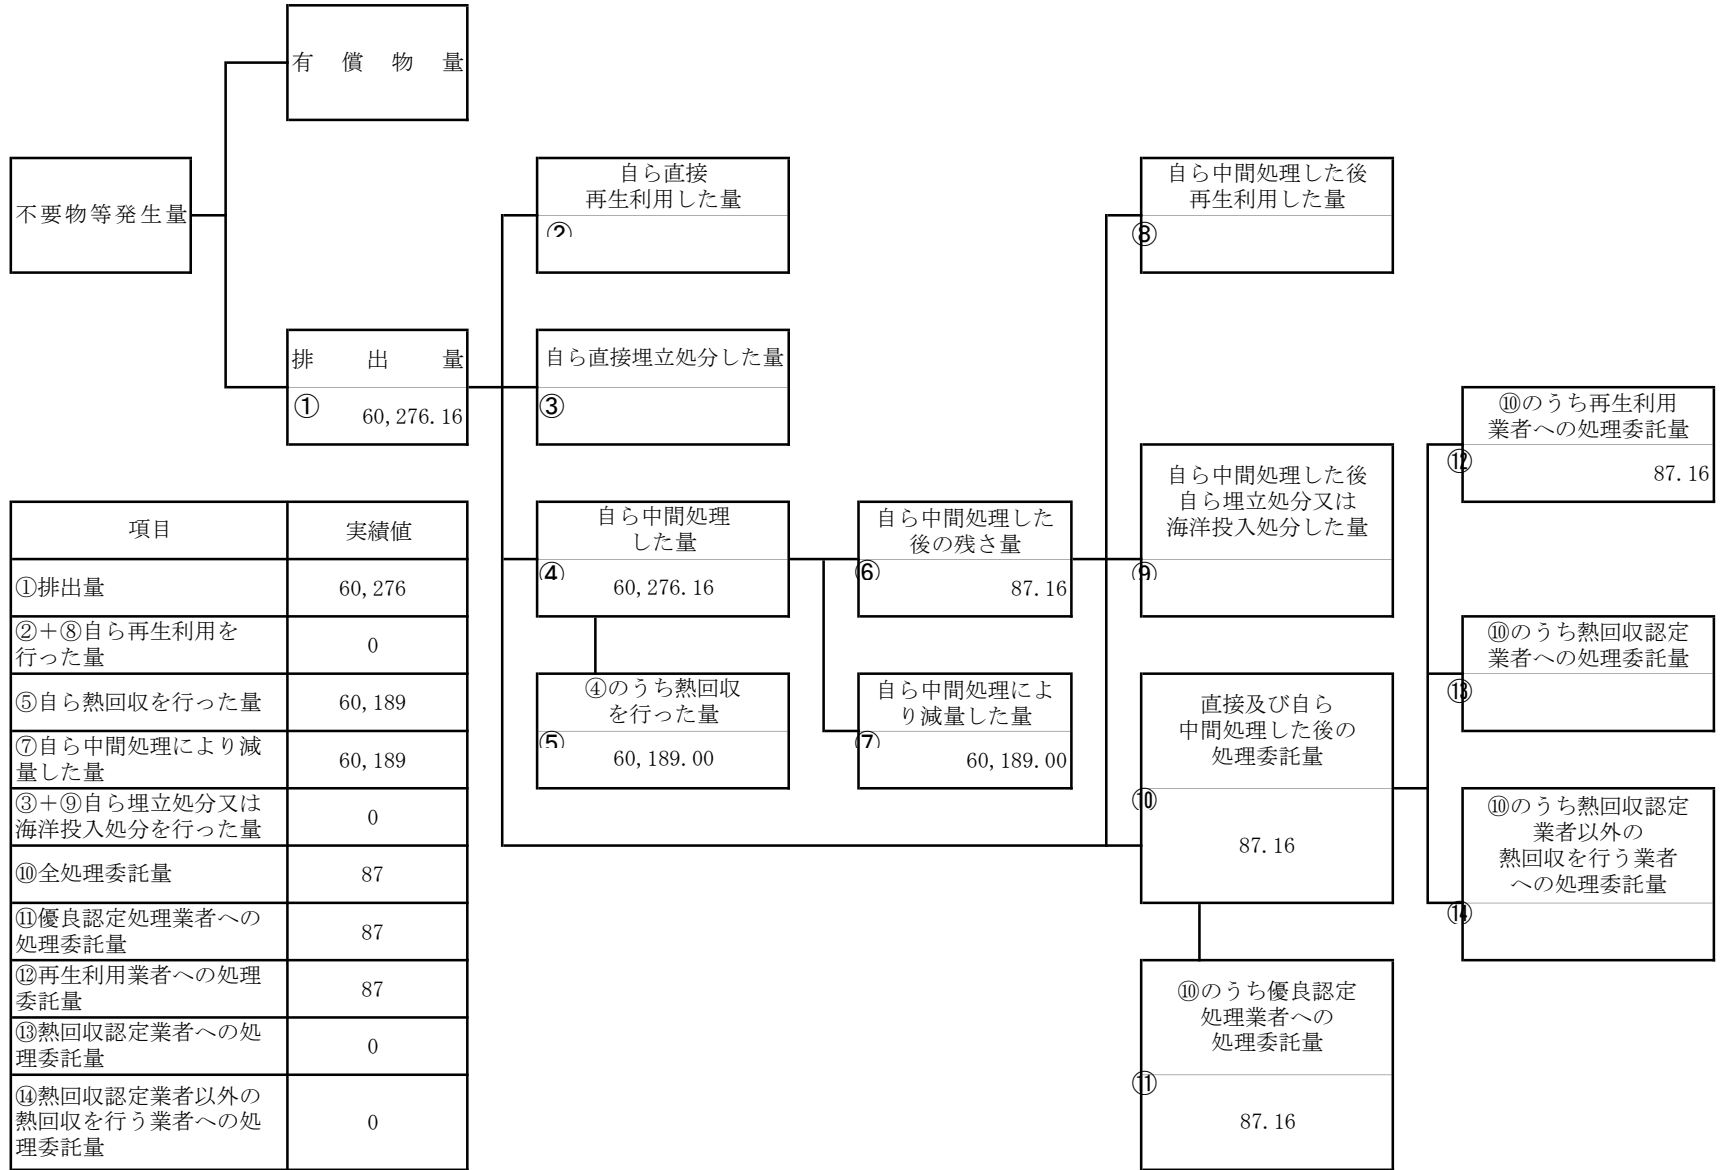 有償物量
不要物等発生量
排出量
① 60,276.16
自ら直接
再生利用した量
②
自ら直接埋立処分した量
③
自ら中間処理
した量
④ 60,276.16
④のうち熱回収
を行った量
⑤ 60,189.00
自ら中間処理した
後の残さ量
⑥ 87.16
自ら中間処理によ
り減量した量
⑦ 60,189.00
自ら中間処理した後
再生利用した量
⑧
自ら中間処理した後
自ら埋立処分又は
海洋投入処分した量
⑨
直接及び自ら
中間処理した後の
処理委託量
⑩
87.16
⑩のうち優良認定
処理業者への
処理委託量
⑪
87.16
⑩のうち再生利用
業者への処理委託量
⑫ 87.16
⑩のうち熱回収認定
業者への処理委託量
⑬
⑩のうち熱回収認定
業者以外の
熱回収を行う業者
への処理委託量
⑭
項目 実績値
①排出量 60,276
②＋⑧自ら再生利用を
行った量 0
⑤自ら熱回収を行った量 60,189
⑦自ら中間処理により減
量した量 60,189
③＋⑨自ら埋立処分又は
海洋投入処分を行った量 0
⑩全処理委託量 87
⑪優良認定処理業者への
処理委託量 87
⑫再生利用業者への処理
委託量 87
⑬熱回収認定業者への処
理委託量 0
⑭熱回収認定業者以外の
熱回収を行う業者への処
理委託量 0